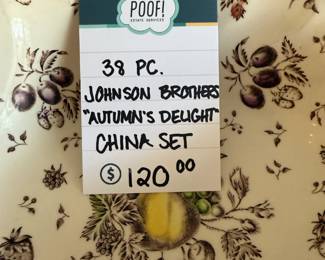 POOF!
ESTATE SERVICES
38 PC.
JOHNSON BROTHERS
"AUTUMN'S DELIGHT"
CHINA SET
$ 120 00